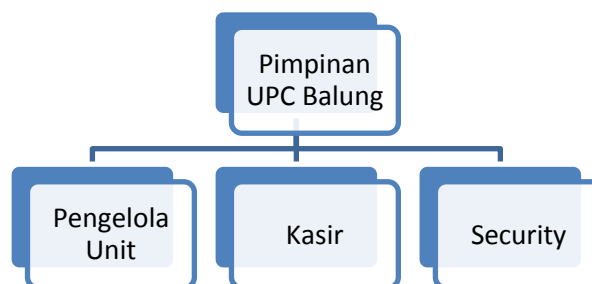 Pimpinan
UPC Balung
Pengelola
Unit
Kasir
Security